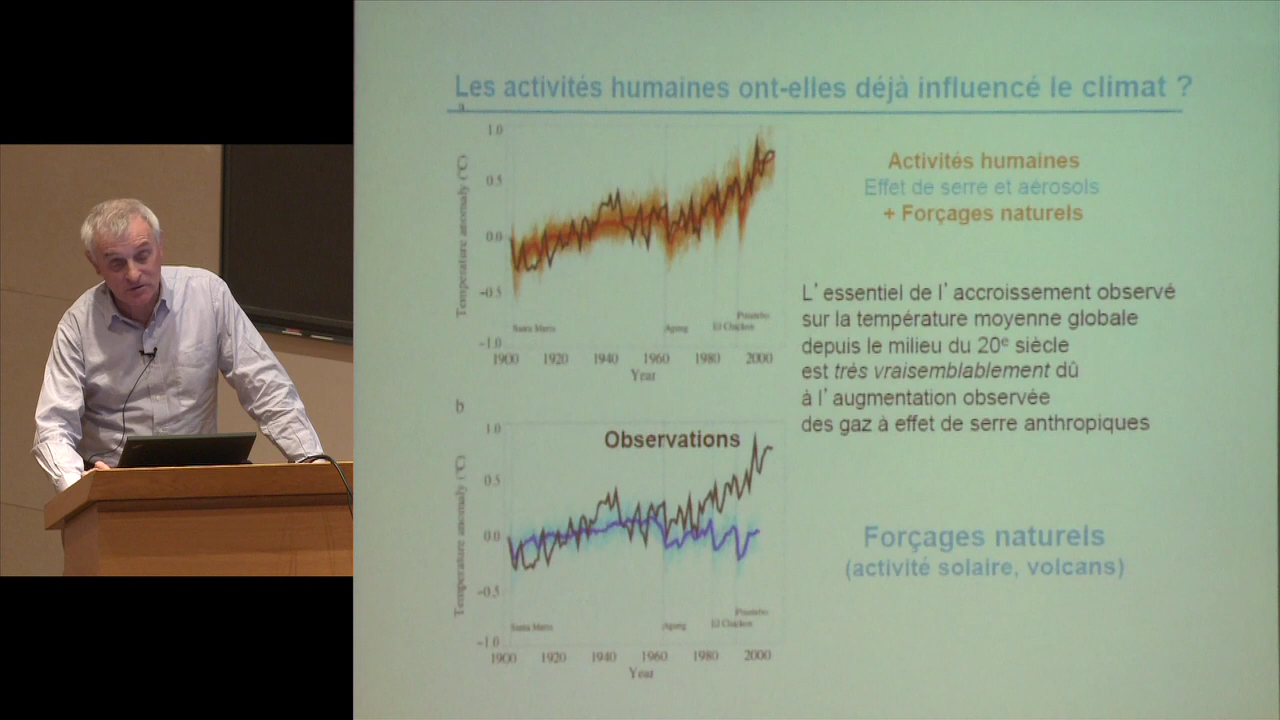 Les activités humaines ont-elles déjà influencé le climat ?
a
Temperature anomaly (°C)
1.0
0.5
0.0
-0.5
-1.0
Santa Maria
Agung
El Chichon
Pinatubo
1900 1920 1940 1960 1980 2000
Year
Activités humaines
Effet de serre et aérosols
+ Forçages naturels
L’ essentiel de l’ accroissement observé
sur la température moyenne globale
depuis le milieu du 20e siècle
est très vraisemblablement dû
à l’ augmentation observée
des gaz à effet de serre anthropiques
b
Observations
Temperature anomaly (°C)
1.0
0.5
0.0
-0.5
-1.0
Santa Maria
Agung
El Chichon
Pinatubo
1900 1920 1940 1960 1980 2000
Year
Forçages naturels
(activité solaire, volcans)